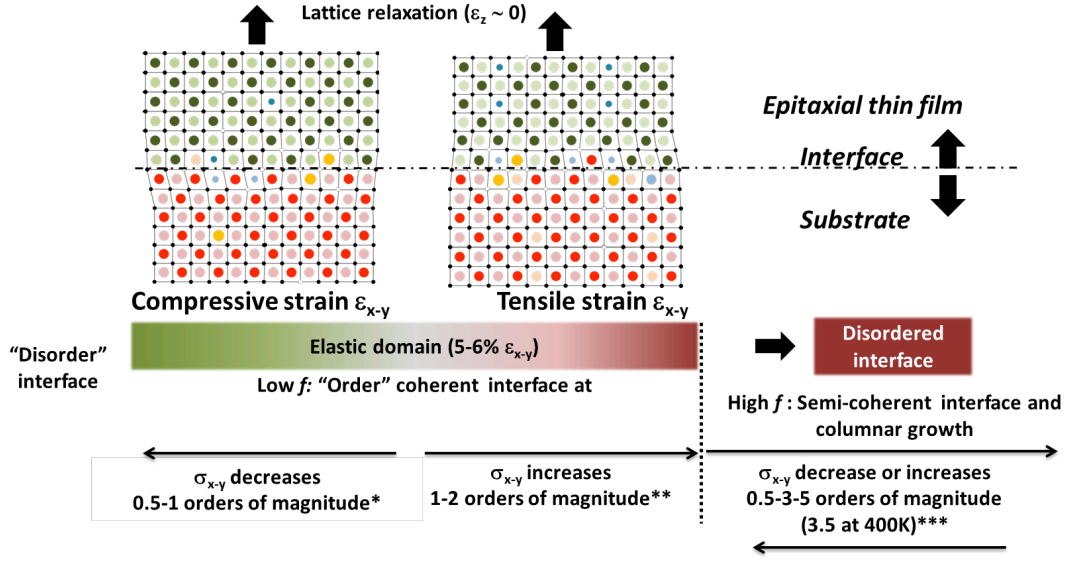 Lattice relaxation (εz ~ 0)
Epitaxial thin film
Interface
Substrate
Compressive strain εx-y
Tensile strain εx-y
“Disorder”
interface
Elastic domain (5-6% εx-y)
Disordered
interface
Low f: “Order” coherent interface at
High f : Semi-coherent interface and
columnar growth
σx-y decreases
0.5-1 orders of magnitude*
σx-y increases
1-2 orders of magnitude**
σx-y decrease or increases
0.5-3-5 orders of magnitude
(3.5 at 400K)***